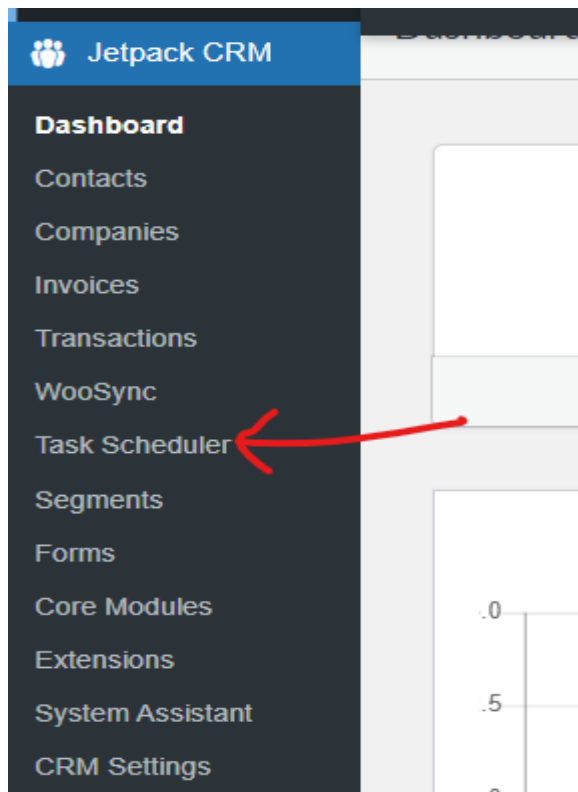 Jetpack CRM
Dashboard
Contacts
Companies
Invoices
Transactions
WooSync
Task Scheduler
Segments
Forms
Core Modules
Extensions
System Assistant
CRM Settings
.0
.5